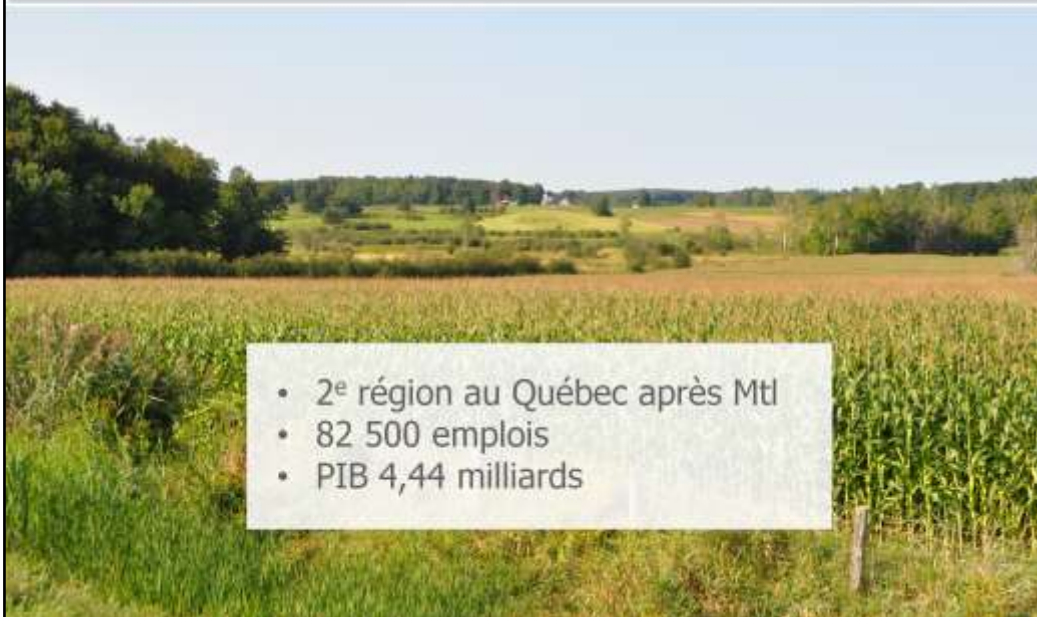 • 2ᵉ région au Québec après Mtl
• 82 500 emplois
• PIB 4,44 milliards